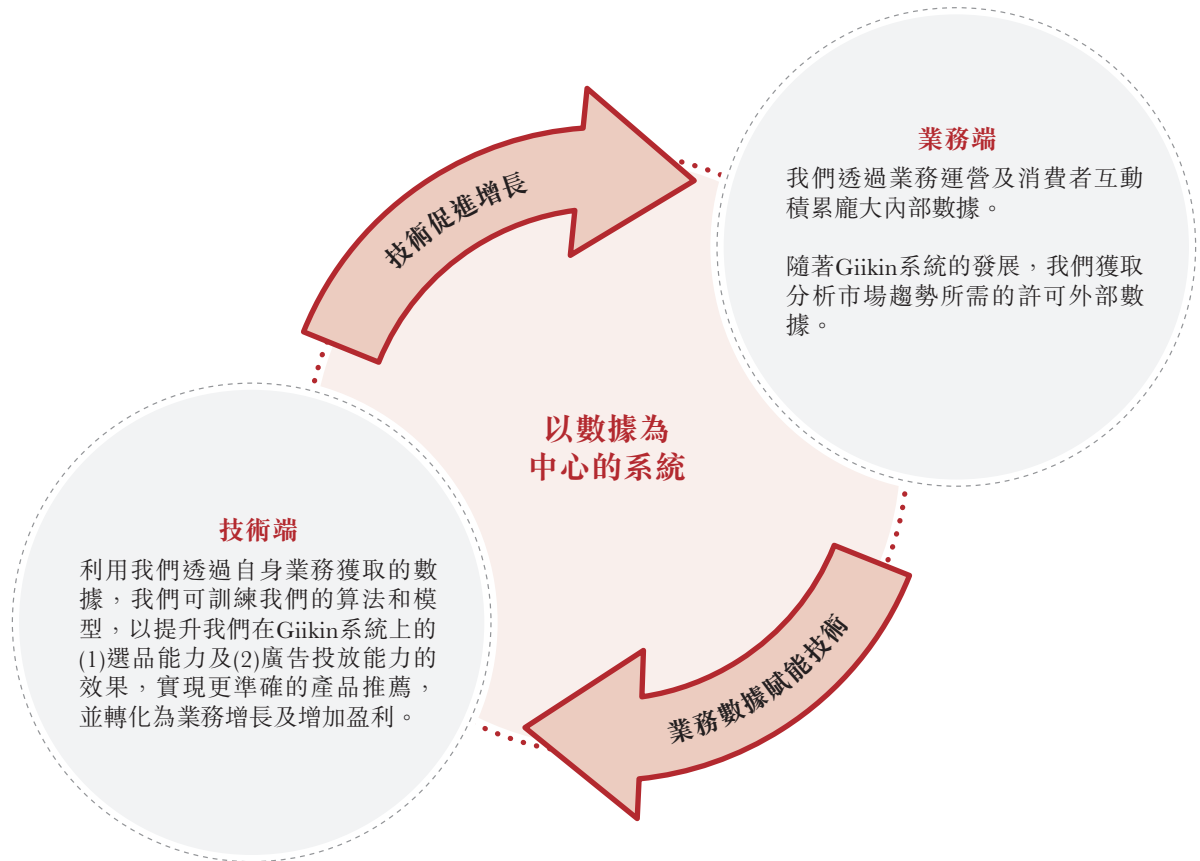 業務端
我們透過業務運營及消費者互動
積累龐大內部數據。
隨著Giikin系統的發展，我們獲取
分析市場趨勢所需的許可外部數
據。
技術促進增長
以數據為
中心的系統
技術端
利用我們透過自身業務獲取的數
據，我們可訓練我們的算法和模
型，以提升我們在Giikin系統上的
(1)選品能力及(2)廣告投放能力的
效果，實現更準確的產品推薦，
並轉化為業務增長及增加盈利。
業務數據賦能技術